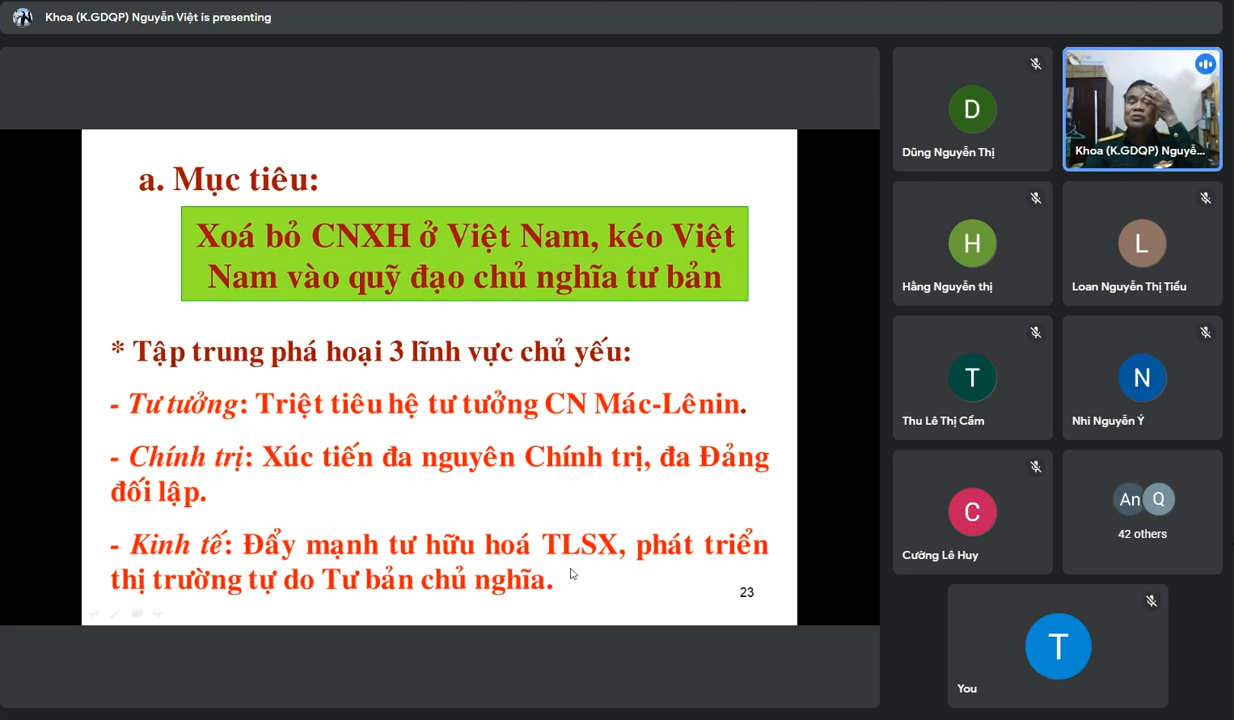 Khoa (K.GDQP) Nguyễn Việt is presenting
a. Mục tiêu:
Xoá bỏ CNXH ở Việt Nam, kéo Việt
Nam vào quỹ đạo chủ nghĩa tư bản
* Tập trung phá hoại 3 lĩnh vực chủ yếu:
- Tư tưởng: Triệt tiêu hệ tư tưởng CN Mác-Lênin.
- Chính trị: Xúc tiến đa nguyên Chính trị, đa Đảng
đối lập.
- Kinh tế: Đẩy mạnh tư hữu hoá TLSX, phát triển
thị trường tự do Tư bản chủ nghĩa.
23
D
Dũng Nguyễn Thị
Khoa (K.GDQP) Nguyễ...
H
Hằng Nguyễn thị
L
Loan Nguyễn Thị Tiểu
T
Thu Lê Thị Cẩm
N
Nhi Nguyễn Ý
C
Cường Lê Huy
An Q
42 others
T
You